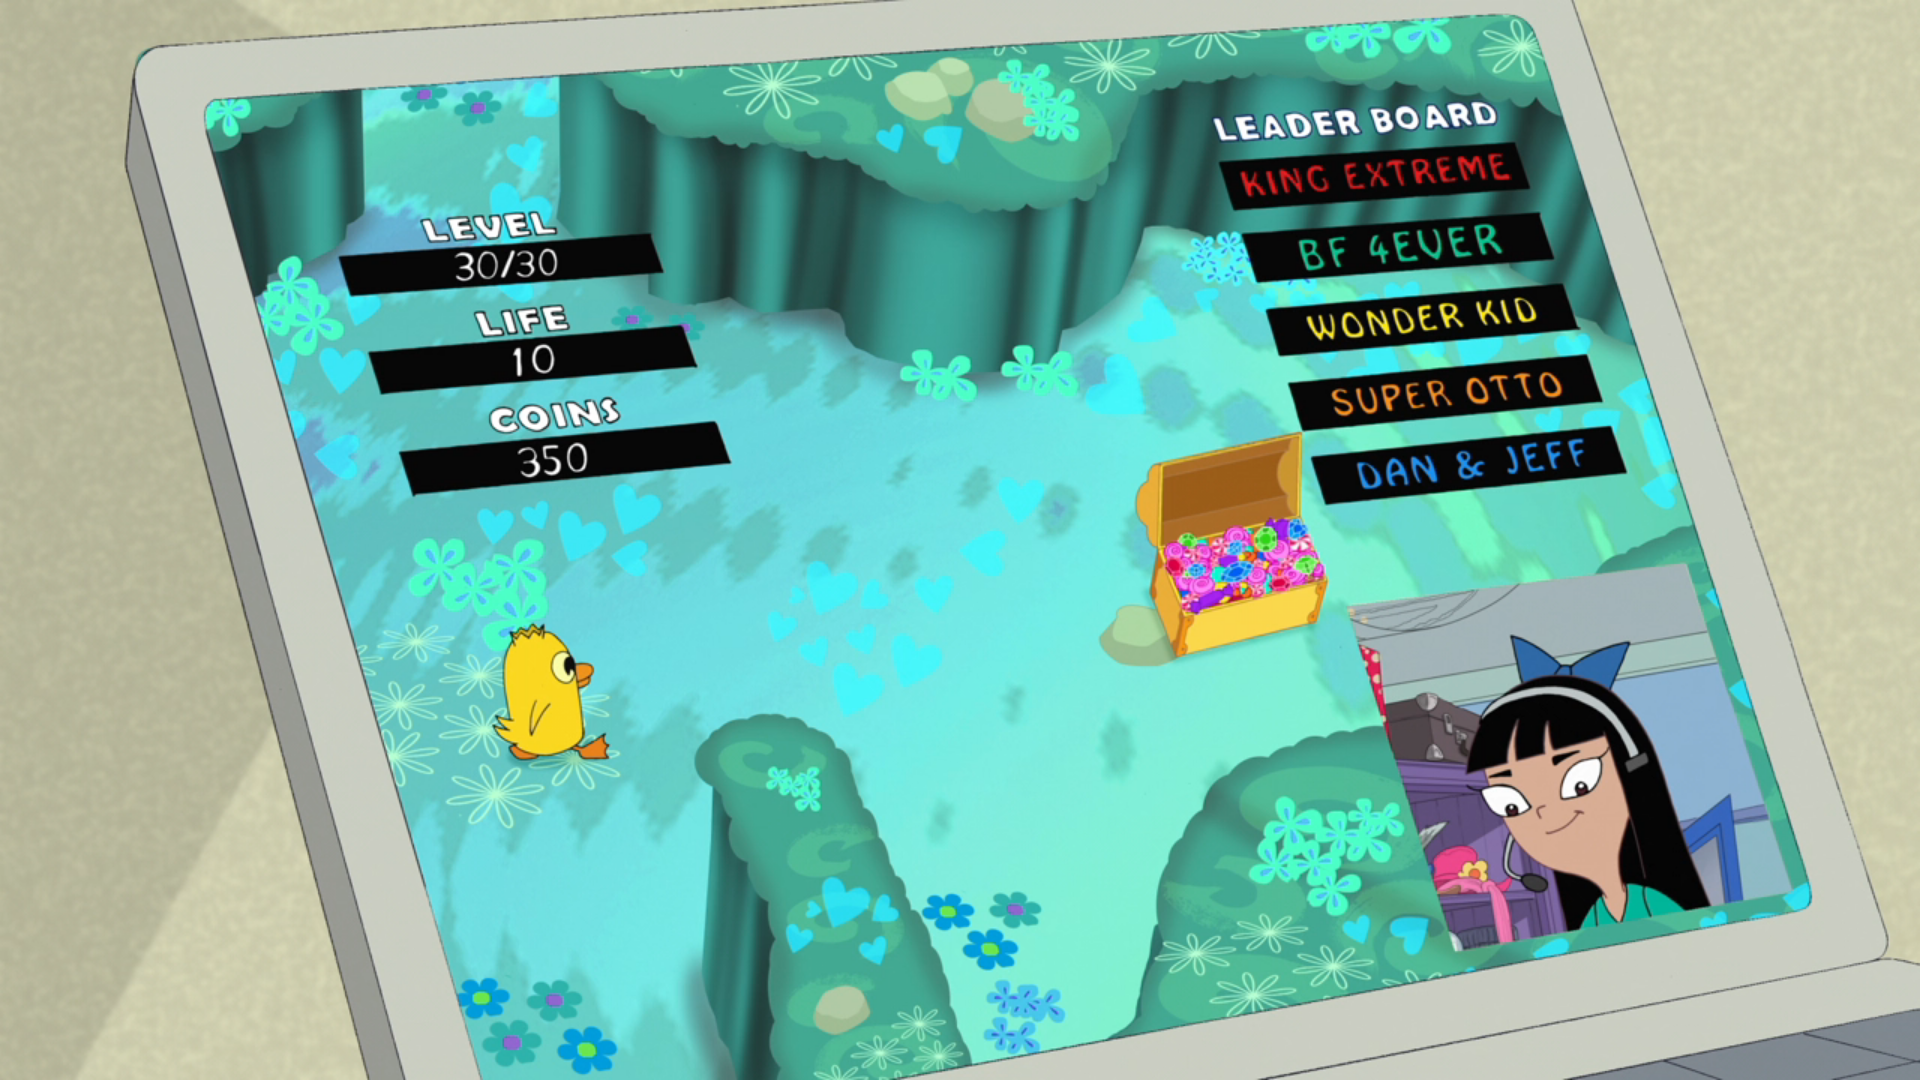 LEVEL
30/30
LIFE
10
COINS
350
LEADER BOARD
KING EXTREME
BF 4EVER
WONDER KID
SUPER OTTO
DAN & JEFF